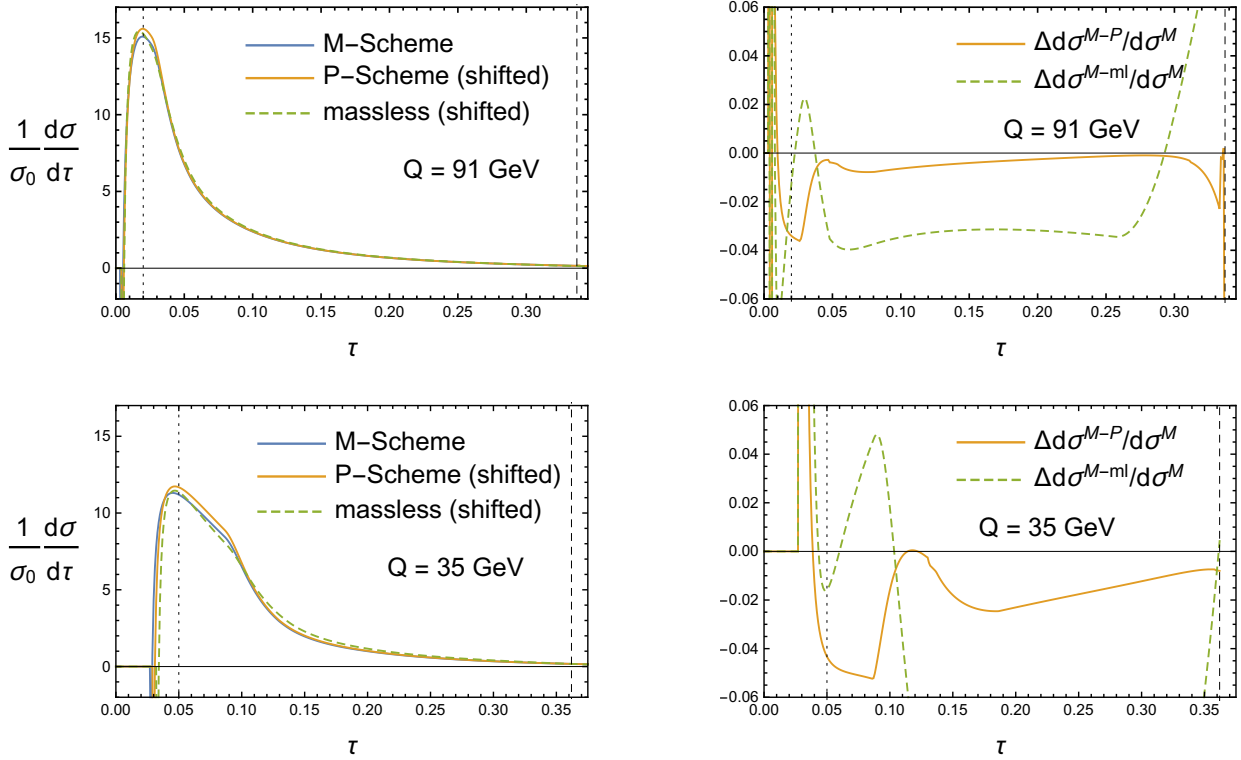 15
10
5
0
0.00 0.05 0.10 0.15 0.20 0.25 0.30
1/σ₀ dσ/dτ
τ
M−Scheme
P−Scheme (shifted)
massless (shifted)
Q = 91 GeV
0.06
0.04
0.02
0.00
-0.02
-0.04
-0.06
0.00 0.05 0.10 0.15 0.20 0.25 0.30
τ
Δdσ^{M−P}/dσ^M
Δdσ^{M−ml}/dσ^M
Q = 91 GeV
15
10
5
0
0.00 0.05 0.10 0.15 0.20 0.25 0.30 0.35
1/σ₀ dσ/dτ
τ
M−Scheme
P−Scheme (shifted)
massless (shifted)
Q = 35 GeV
0.06
0.04
0.02
0.00
-0.02
-0.04
-0.06
0.00 0.05 0.10 0.15 0.20 0.25 0.30 0.35
τ
Δdσ^{M−P}/dσ^M
Δdσ^{M−ml}/dσ^M
Q = 35 GeV